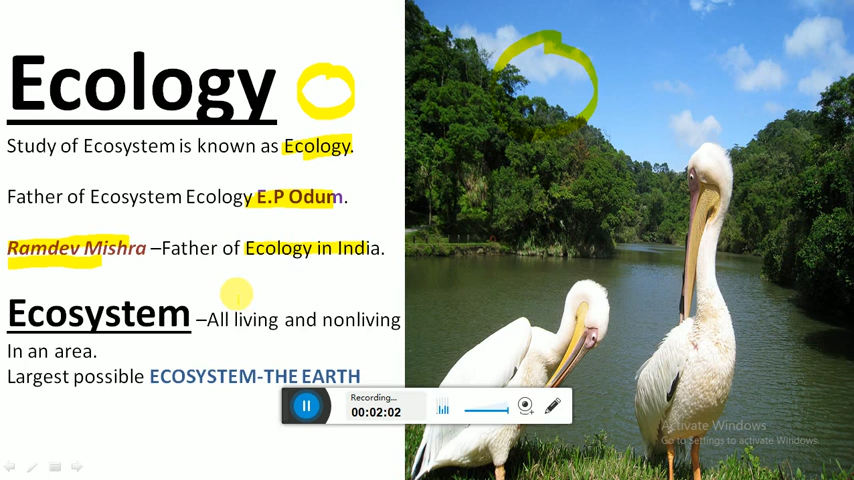 Ecology
Study of Ecosystem is known as Ecology.
Father of Ecosystem Ecology E.P Odum.
Ramdev Mishra –Father of Ecology in India.
Ecosystem –All living and nonliving
In an area.
Largest possible ECOSYSTEM-THE EARTH
Recording...
00:02:02
Activate Windows
Go to Settings to activate Windows.